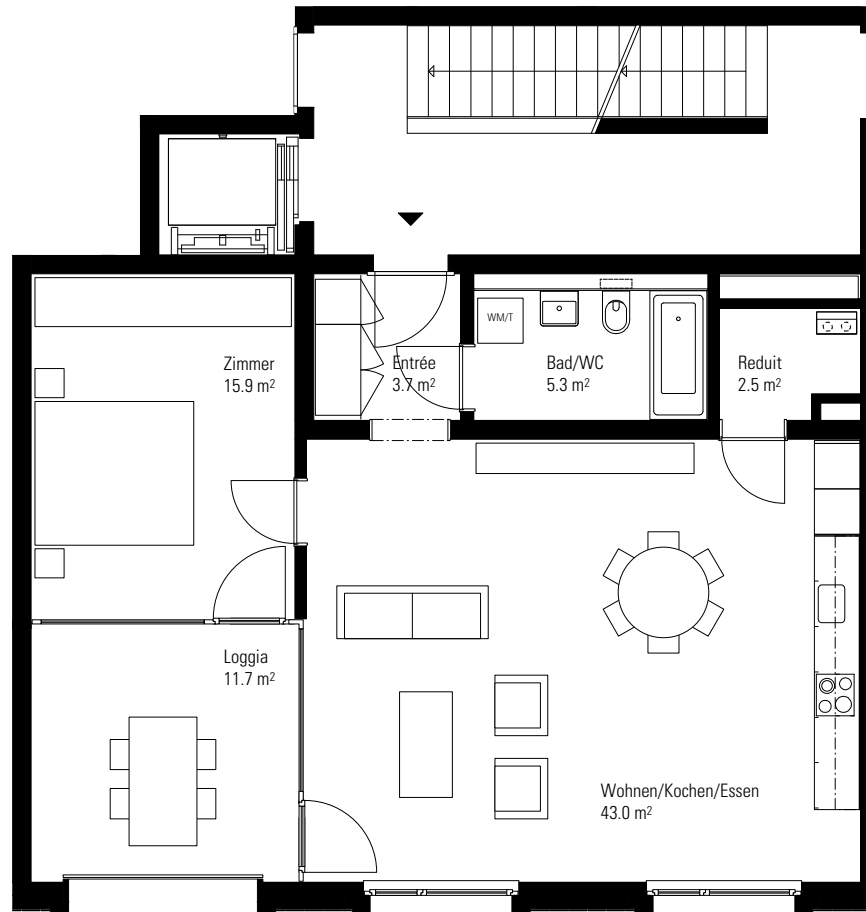 WM/T
Zimmer
15.9 m²
Entrée
3.7 m²
Bad/WC
5.3 m²
Reduit
2.5 m²
Loggia
11.7 m²
Wohnen/Kochen/Essen
43.0 m²